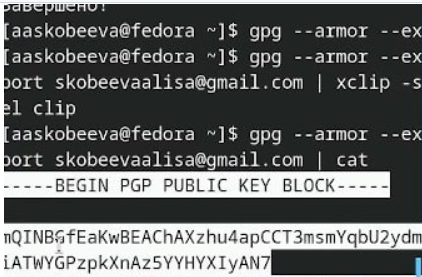 Завершено!
[aaskobeeva@fedora ~]$ gpg --armor --ex
port skobeevaalisa@gmail.com | xclip -s
el clip
[aaskobeeva@fedora ~]$ gpg --armor --ex
port skobeevaalisa@gmail.com | cat
-----BEGIN PGP PUBLIC KEY BLOCK-----
mQINBGfEaKwBEAChAXzhu4apCCT3msmYqbU2ydm
iATWYGPzpkXnAz5YYHYXIyAN7